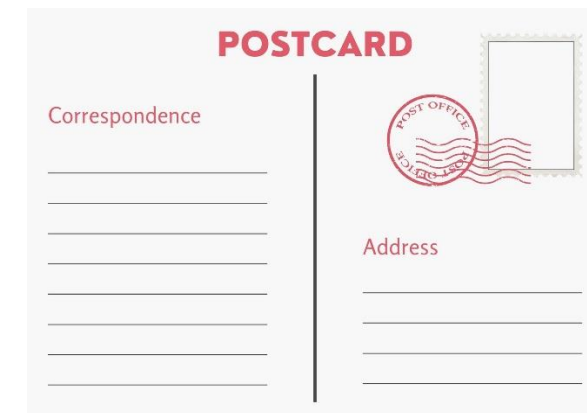 POSTCARD
Correspondence
POST OFFICE
POST OFFICE
Address